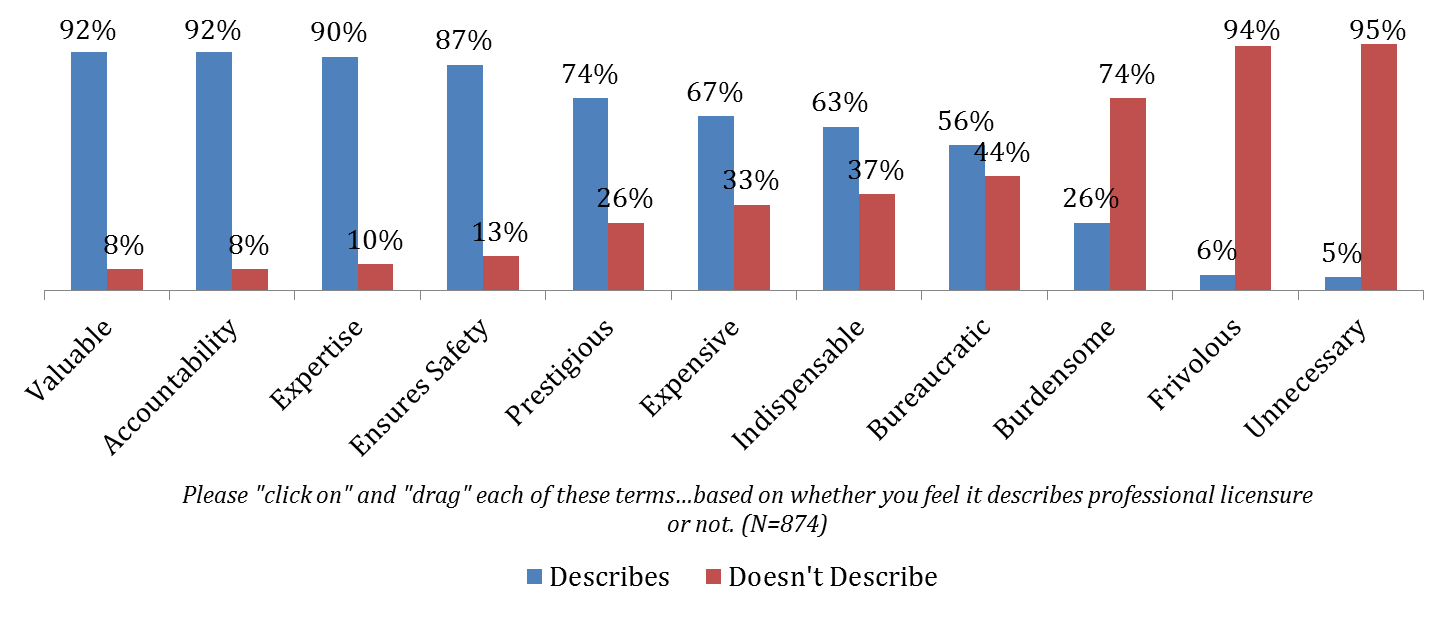 92% 92% 90% 87% 74% 67% 63% 56% 74% 94% 95%
8% 8% 10% 13% 26% 33% 37% 44% 26% 6% 5%
Valuable
Accountability
Expertise
Ensures Safety
Prestigious
Expensive
Indispensable
Bureaucratic
Burdensome
Frivolous
Unnecessary
Please "click on" and "drag" each of these terms...based on whether you feel it describes professional licensure
or not. (N=874)
Describes Doesn't Describe